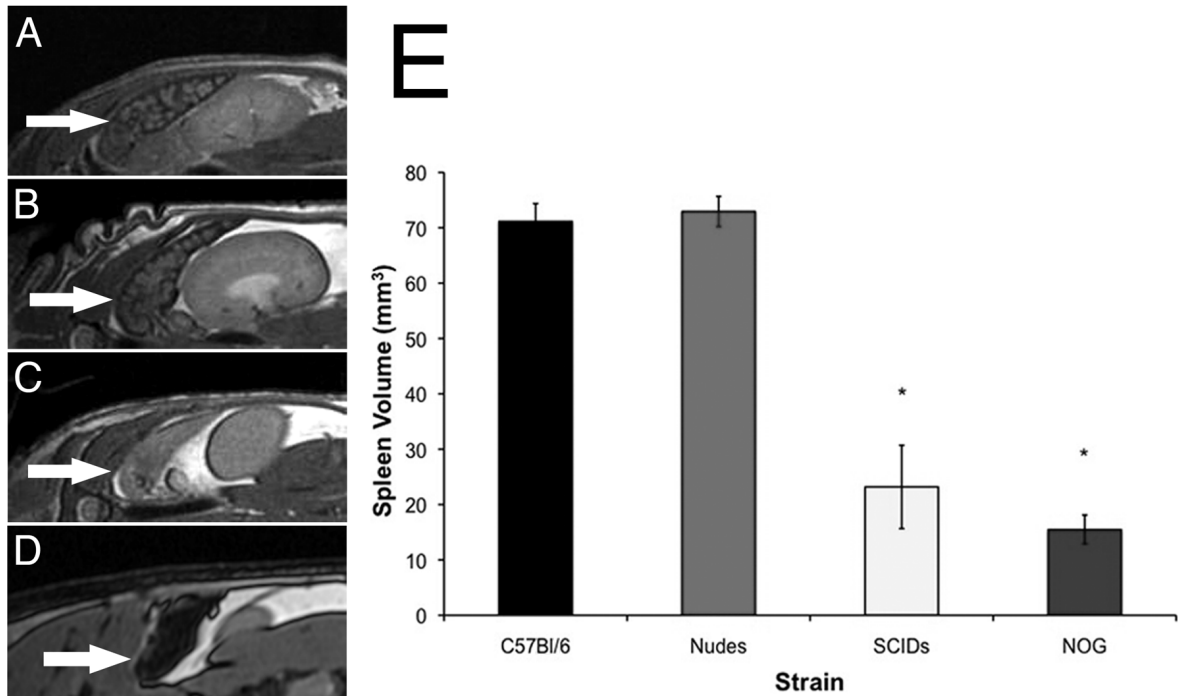 A
B
C
D
E
80
70
60
50
40
30
20
10
0
Spleen Volume (mm³)
*
*
C57Bl/6 Nudes SCIDs NOG
Strain